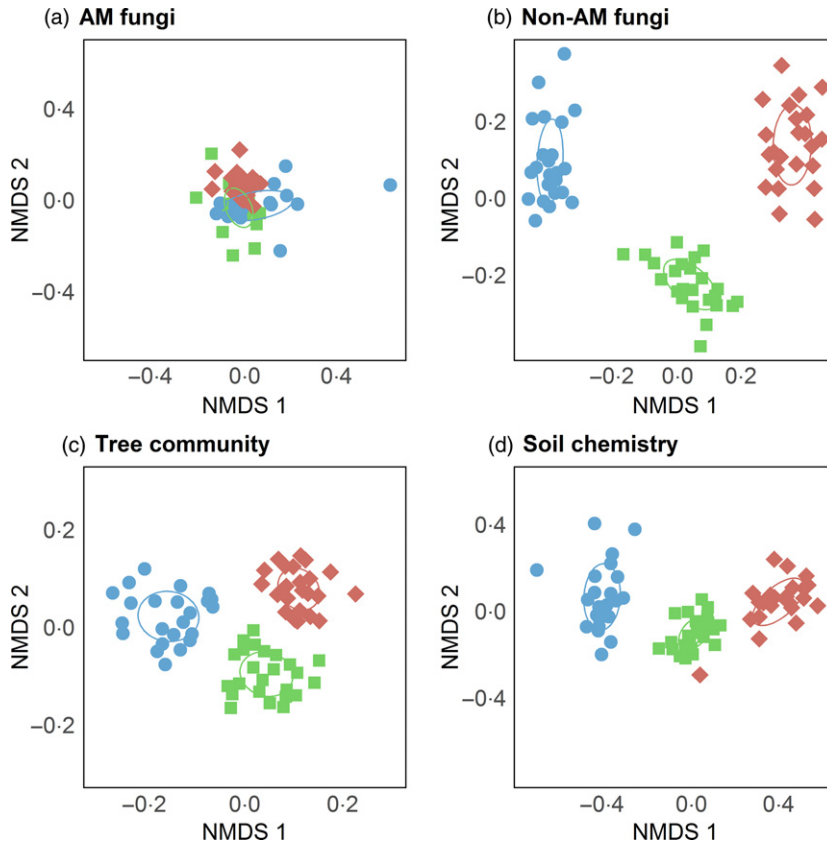 (a) AM fungi
NMDS 2
0·4
0·0
−0·4
−0·4 0·0 0·4
NMDS 1
(b) Non-AM fungi
NMDS 2
0·2
0·0
−0·2
−0·2 0·0 0·2
NMDS 1
(c) Tree community
NMDS 2
0·2
0·0
−0·2
−0·2 0·0 0·2
NMDS 1
(d) Soil chemistry
NMDS 2
0·4
0·0
−0·4
−0·4 0·0 0·4
NMDS 1